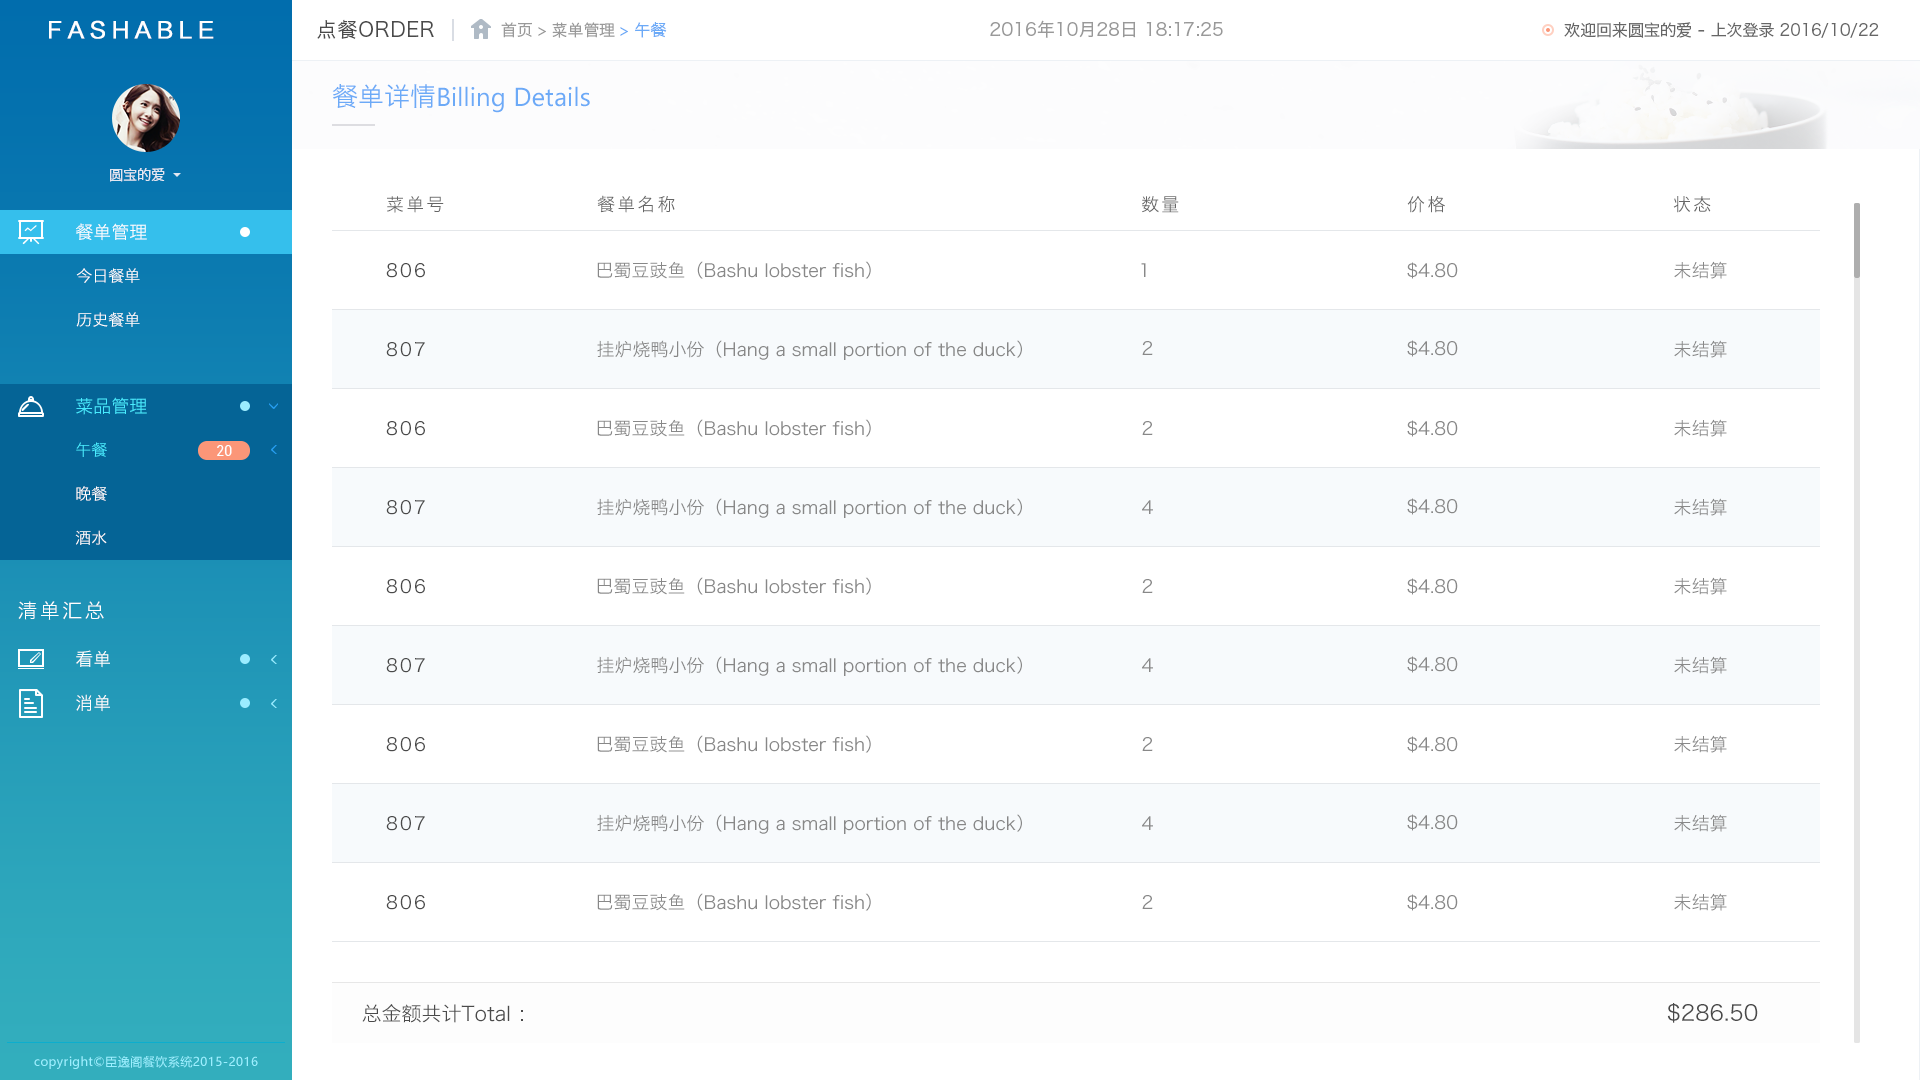 FASHABLE
圆宝的爱
餐单管理
今日餐单
历史餐单
菜品管理
午餐 20
晚餐
酒水
清单汇总
看单
消单
copyright©臣逸阁餐饮系统2015-2016
点餐ORDER 首页 > 菜单管理 > 午餐 2016年10月28日 18:17:25 欢迎回来圆宝的爱 - 上次登录 2016/10/22
餐单详情Billing Details
菜单号 餐单名称 数量 价格 状态
806 巴蜀豆豉鱼（Bashu lobster fish） 1 $4.80 未结算
807 挂炉烧鸭小份（Hang a small portion of the duck） 2 $4.80 未结算
806 巴蜀豆豉鱼（Bashu lobster fish） 2 $4.80 未结算
807 挂炉烧鸭小份（Hang a small portion of the duck） 4 $4.80 未结算
806 巴蜀豆豉鱼（Bashu lobster fish） 2 $4.80 未结算
807 挂炉烧鸭小份（Hang a small portion of the duck） 4 $4.80 未结算
806 巴蜀豆豉鱼（Bashu lobster fish） 2 $4.80 未结算
807 挂炉烧鸭小份（Hang a small portion of the duck） 4 $4.80 未结算
806 巴蜀豆豉鱼（Bashu lobster fish） 2 $4.80 未结算
总金额共计Total： $286.50